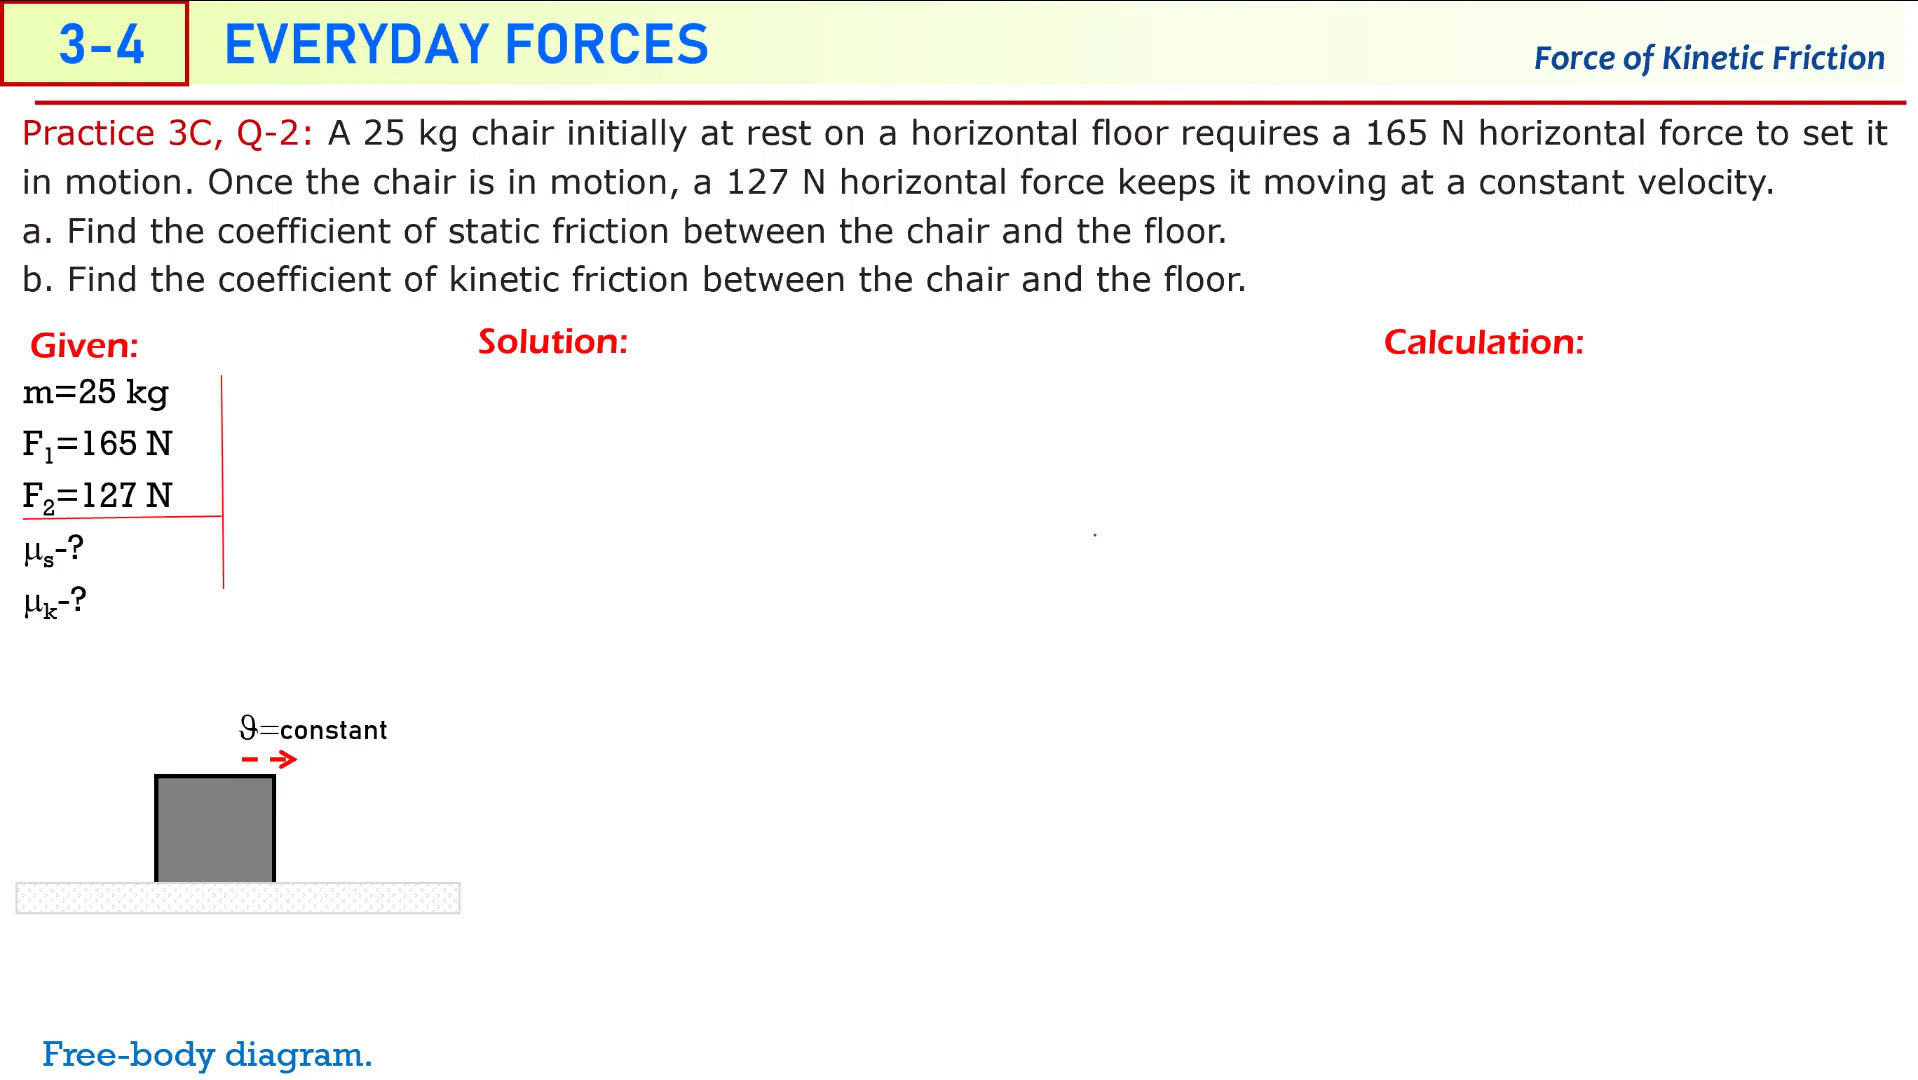 3-4 EVERYDAY FORCES
Force of Kinetic Friction
Practice 3C, Q-2: A 25 kg chair initially at rest on a horizontal floor requires a 165 N horizontal force to set it
in motion. Once the chair is in motion, a 127 N horizontal force keeps it moving at a constant velocity.
a. Find the coefficient of static friction between the chair and the floor.
b. Find the coefficient of kinetic friction between the chair and the floor.
Given:
Solution:
Calculation:
m=25 kg
F₁=165 N
F₂=127 N
μₛ-?
μₖ-?
ϑ=constant
Free-body diagram.